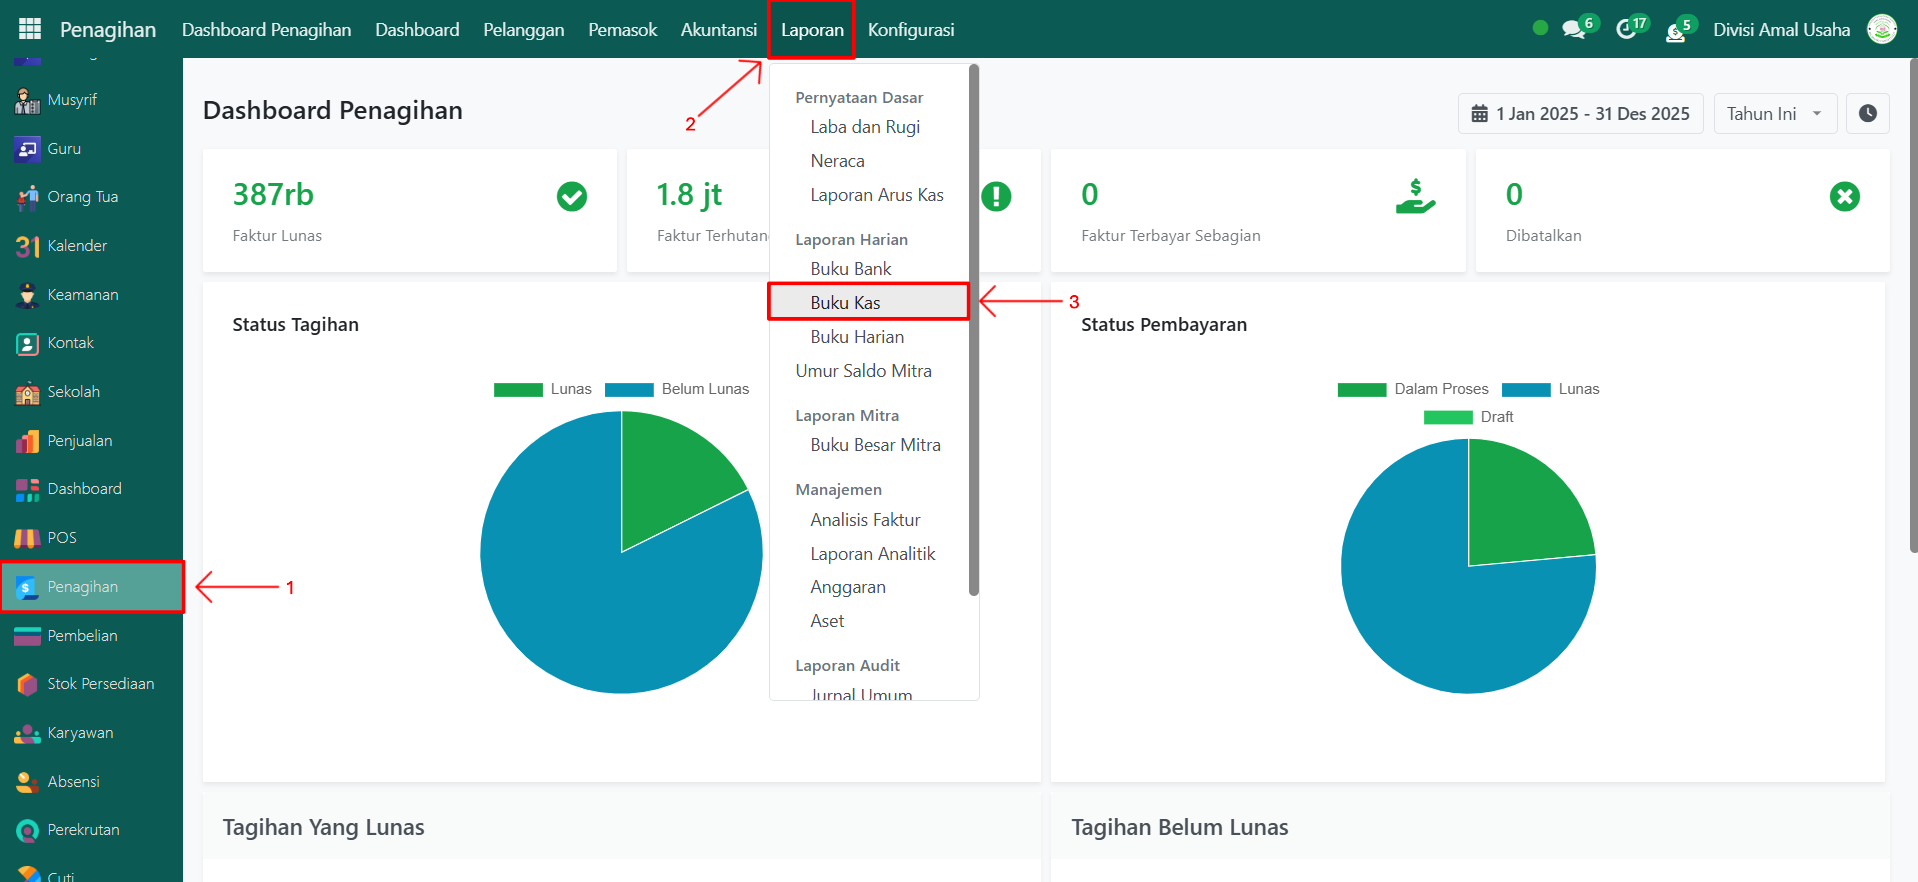 Penagihan Dashboard Penagihan Dashboard Pelanggan Pemasok Akuntansi Laporan Konfigurasi 6 17 5 Divisi Amal Usaha
Musyrif
Guru
Orang Tua
31 Kalender
Keamanan
Kontak
Sekolah
Penjualan
Dashboard
POS
Penagihan
Pembelian
Stok Persediaan
Karyawan
Absensi
Perekrutan
Cuti
1
2
3
Dashboard Penagihan
1 Jan 2025 - 31 Des 2025
Tahun Ini
387rb
Faktur Lunas
1.8 jt
Faktur Terhutan
0
Faktur Terbayar Sebagian
0
Dibatalkan
Pernyataan Dasar
Laba dan Rugi
Neraca
Laporan Arus Kas
Laporan Harian
Buku Bank
Buku Kas
Buku Harian
Umur Saldo Mitra
Laporan Mitra
Buku Besar Mitra
Manajemen
Analisis Faktur
Laporan Analitik
Anggaran
Aset
Laporan Audit
Jurnal Umum
Status Tagihan
Lunas Belum Lunas
Status Pembayaran
Dalam Proses Lunas
Draft
Tagihan Yang Lunas
Tagihan Belum Lunas